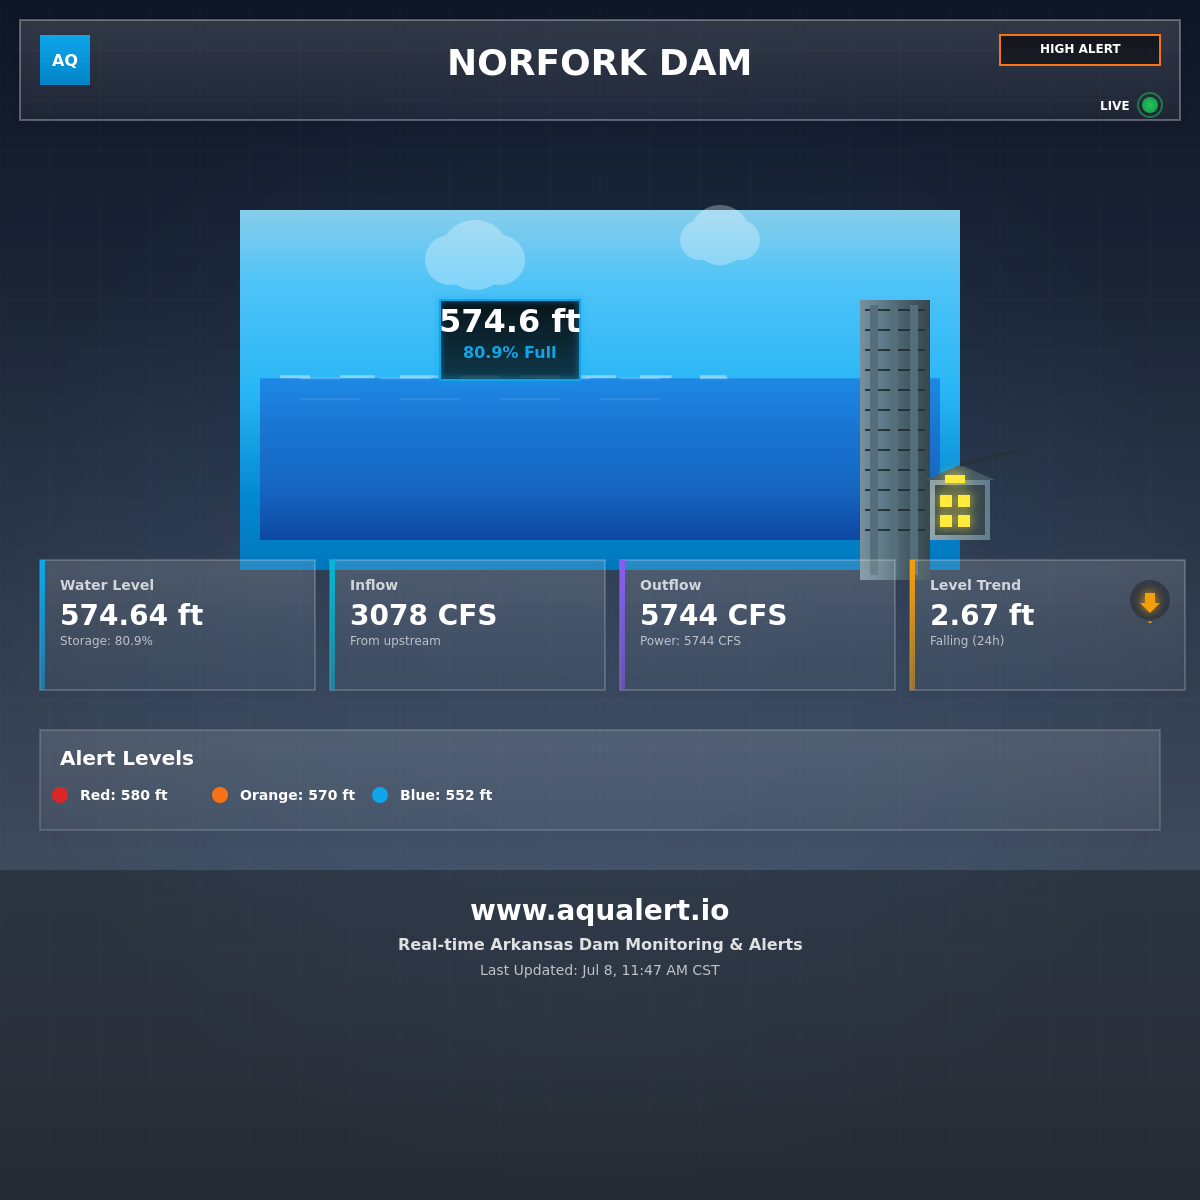 AQ
NORFORK DAM
HIGH ALERT
LIVE
574.6 ft
80.9% Full
Water Level
574.64 ft
Storage: 80.9%
Inflow
3078 CFS
From upstream
Outflow
5744 CFS
Power: 5744 CFS
Level Trend
2.67 ft
Falling (24h)
Alert Levels
Red: 580 ft
Orange: 570 ft
Blue: 552 ft
www.aqualert.io
Real-time Arkansas Dam Monitoring & Alerts
Last Updated: Jul 8, 11:47 AM CST